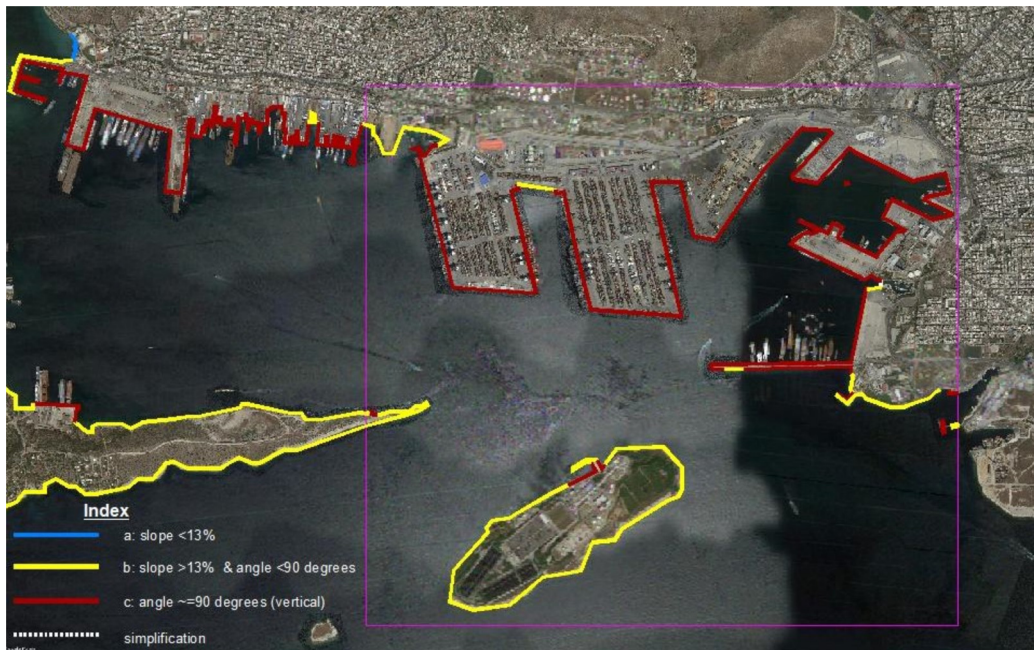 Index
a: slope <13%
b: slope >13% & angle <90 degrees
c: angle ~=90 degrees (vertical)
simplification